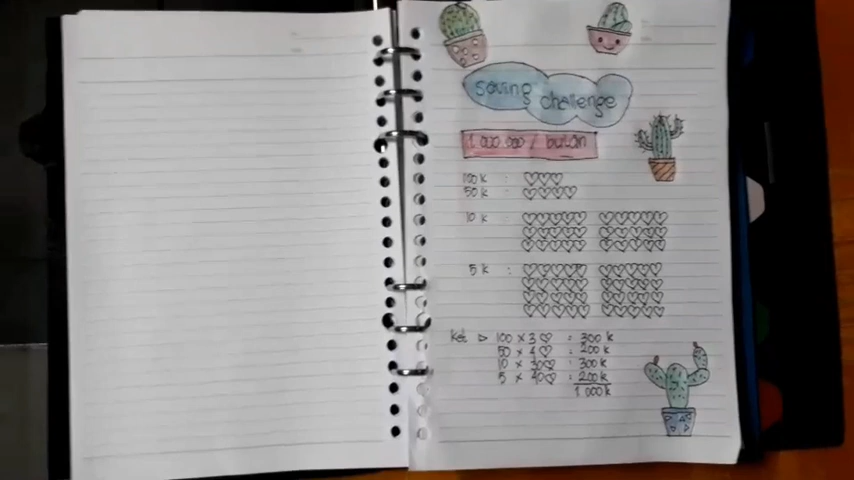 saving
challenge
1.000.000 / bulan
100 k : ♡♡♡
50 k : ♡♡♡♡
10 k :
5 k :
Ket ▷ 100 x 3 ♡ : 300 k
50 x 4 ♡ : 200 k
10 x 30 ♡ : 300 k
5 x 40 ♡ : 200 k
1 000 k